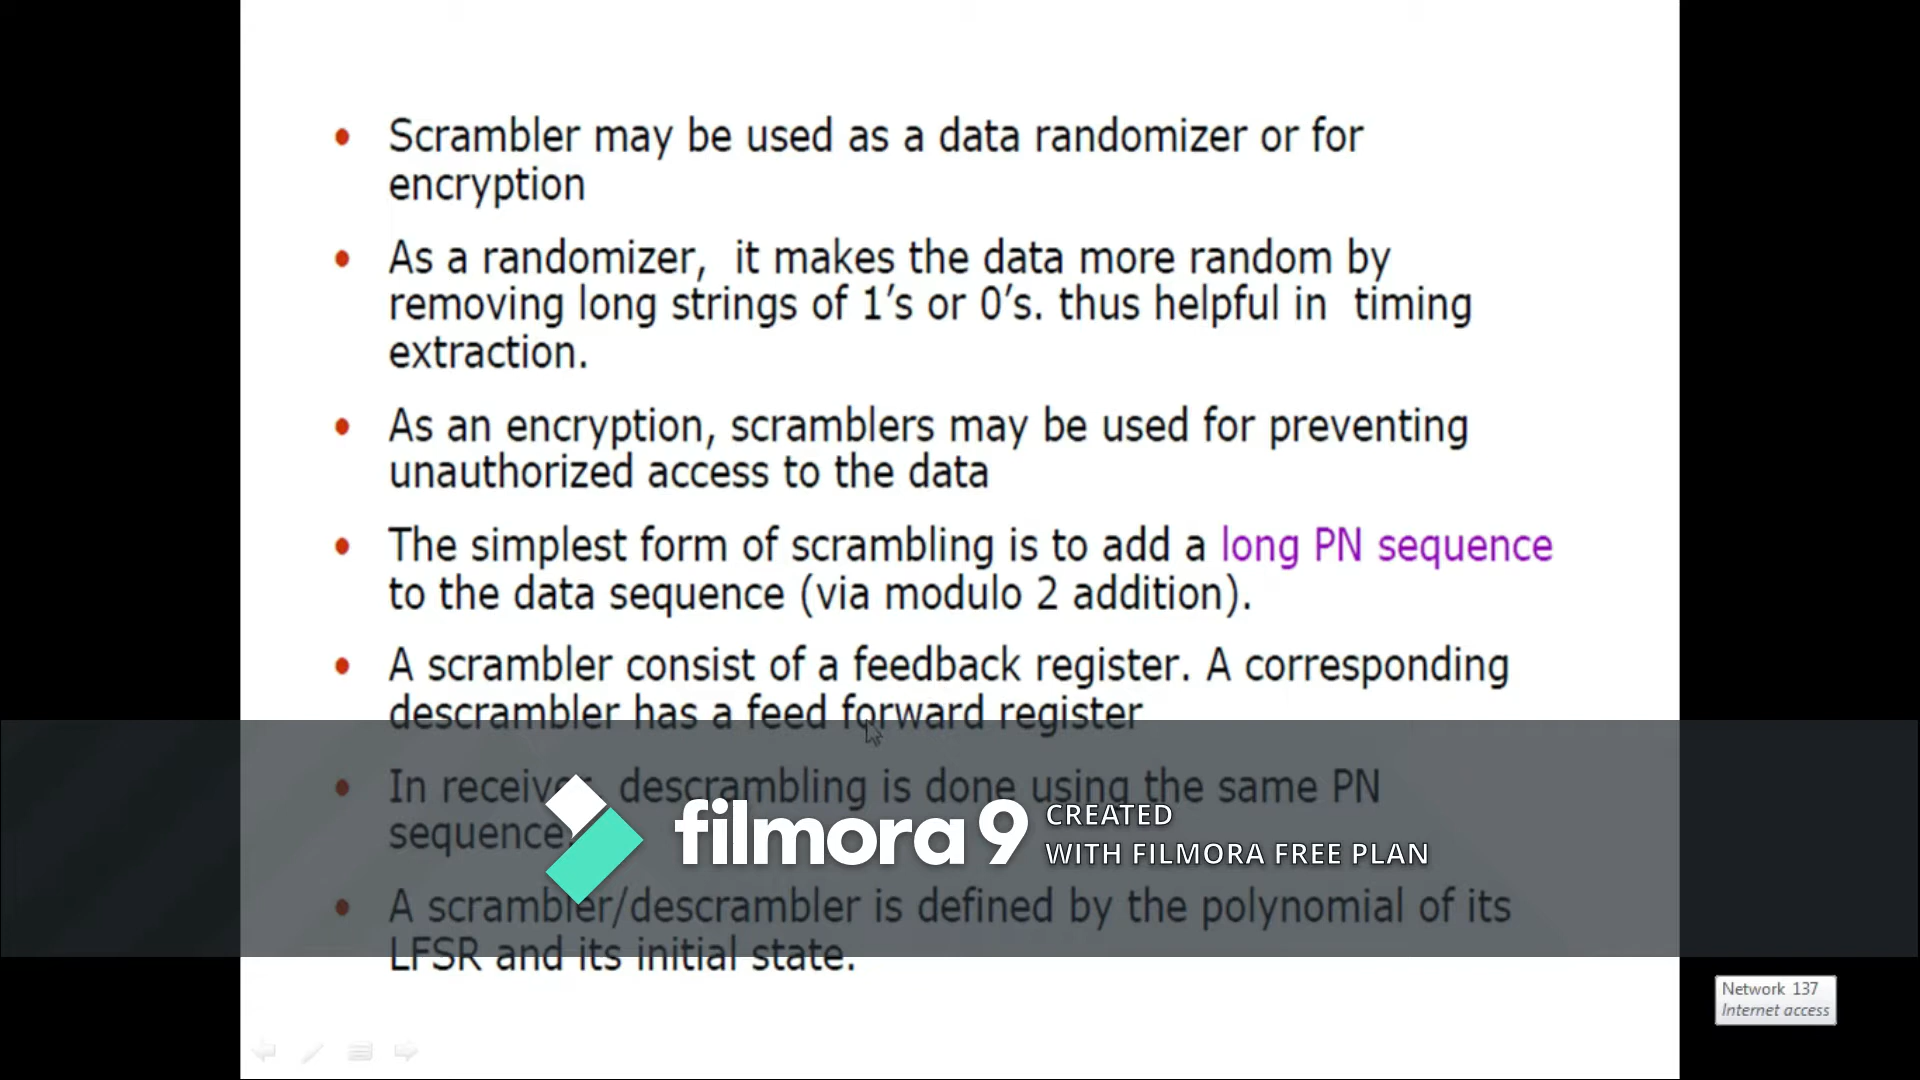 • Scrambler may be used as a data randomizer or for
encryption
• As a randomizer, it makes the data more random by
removing long strings of 1’s or 0’s. thus helpful in timing
extraction.
• As an encryption, scramblers may be used for preventing
unauthorized access to the data
• The simplest form of scrambling is to add a long PN sequence
to the data sequence (via modulo 2 addition).
• A scrambler consist of a feedback register. A corresponding
descrambler has a feed forward register
• In receiver, descrambling is done using the same PN
sequence.
• A scrambler/descrambler is defined by the polynomial of its
LFSR and its initial state.
filmora9
CREATED
WITH FILMORA FREE PLAN
Network 137
Internet access